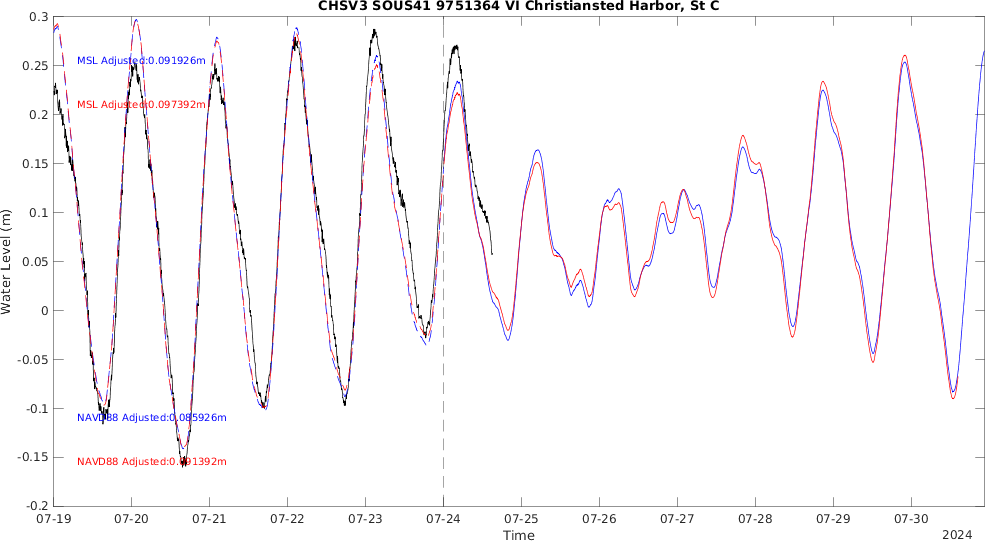 CHSV3 SOUS41 9751364 VI Christiansted Harbor, St C
0.3
0.25
0.2
0.15
0.1
0.05
0
-0.05
-0.1
-0.15
-0.2
Water Level (m)
MSL Adjusted:0.091926m
MSL Adjusted:0.097392m
NAVD88 Adjusted:0.085926m
NAVD88 Adjusted:0.091392m
07-19 07-20 07-21 07-22 07-23 07-24 07-25 07-26 07-27 07-28 07-29 07-30
Time
2024